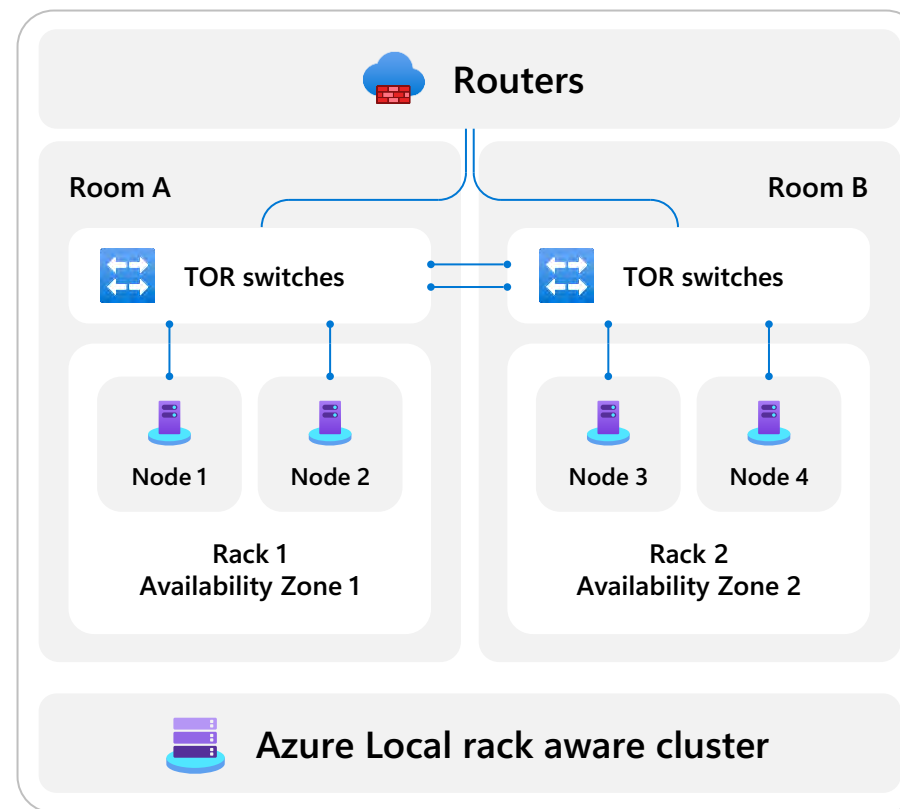 Routers
Room A
Room B
TOR switches
TOR switches
Node 1
Node 2
Node 3
Node 4
Rack 1
Availability Zone 1
Rack 2
Availability Zone 2
Azure Local rack aware cluster